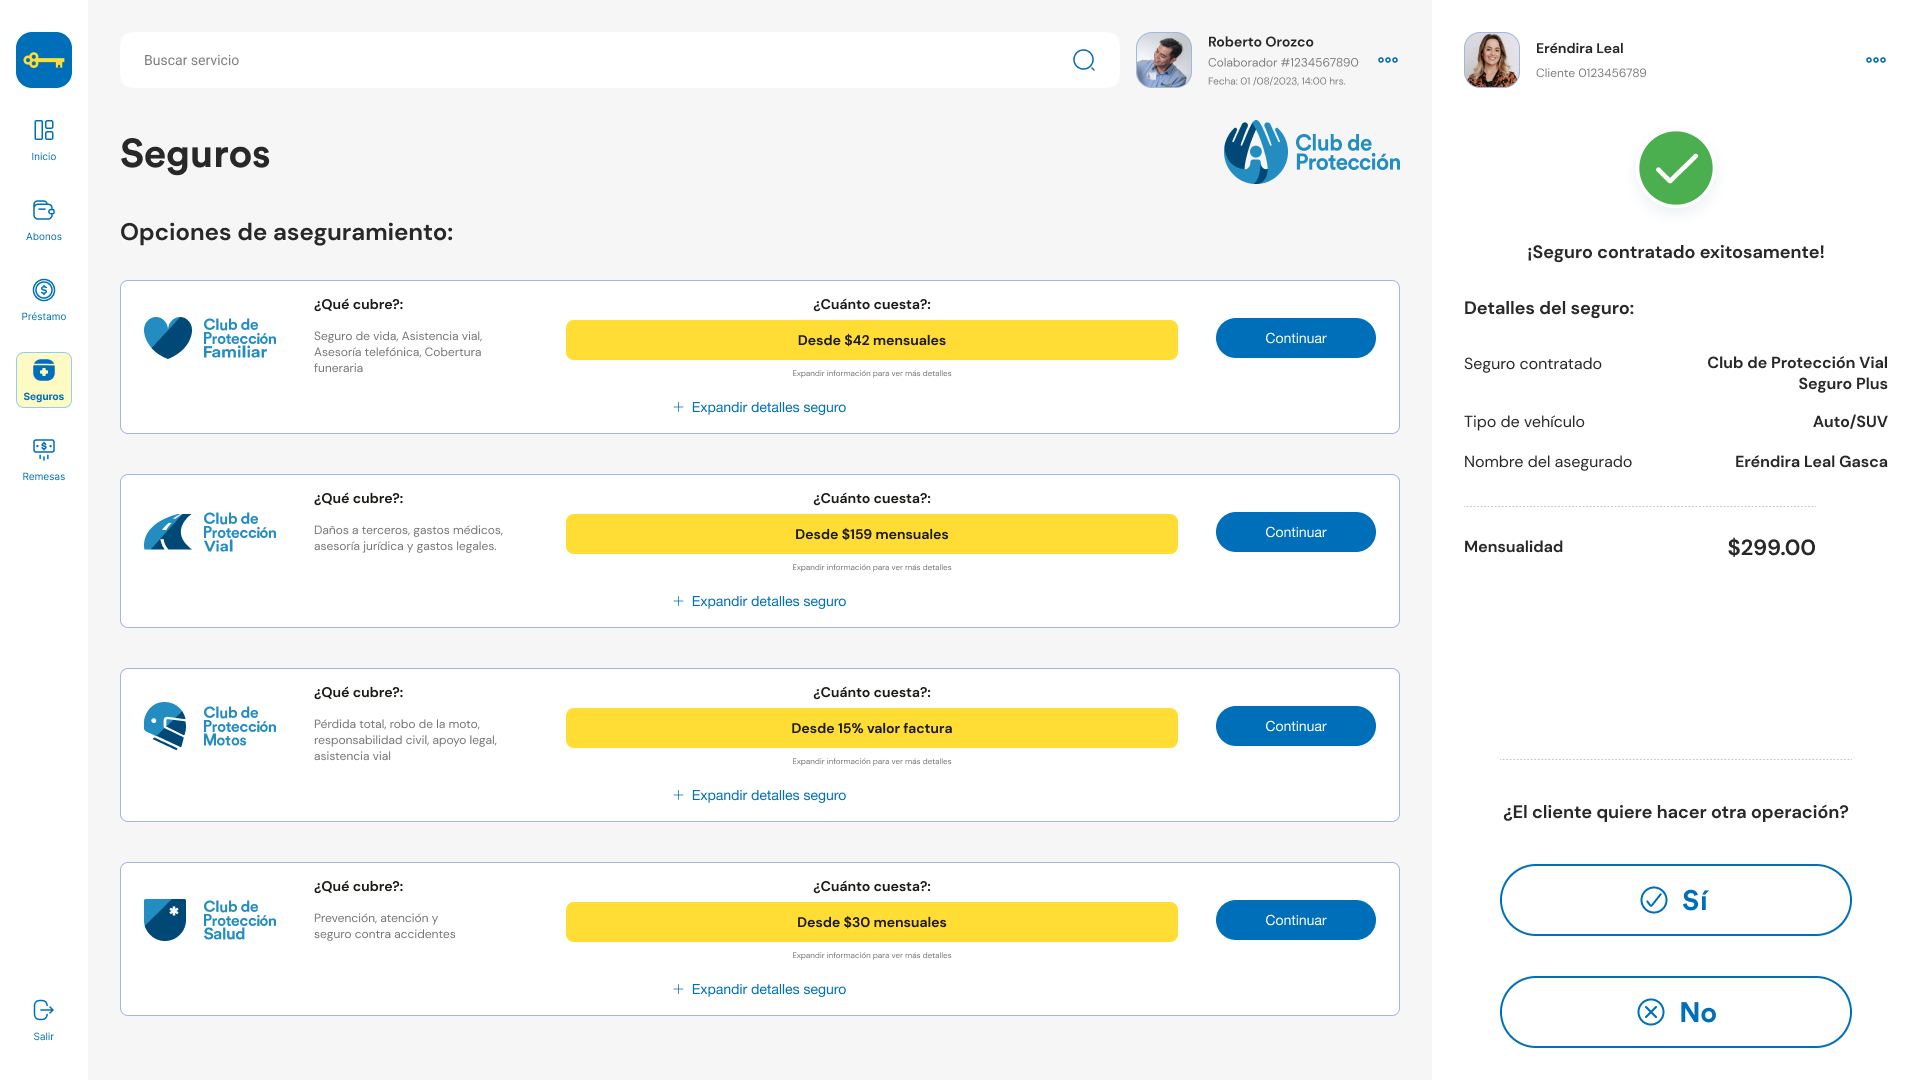 Inicio
Abonos
Préstamo
Seguros
Remesas
Salir
Buscar servicio
Roberto Orozco
Colaborador #1234567890
Fecha: 01 /08/2023, 14:00 hrs.
Seguros
Club de
Protección
Opciones de aseguramiento:
Club de
Protección
Familiar
¿Qué cubre?:
Seguro de vida, Asistencia vial,
Asesoría telefónica, Cobertura
funeraria
¿Cuánto cuesta?:
Desde $42 mensuales
Expandir información para ver más detalles
Continuar
+ Expandir detalles seguro
Club de
Protección
Vial
¿Qué cubre?:
Daños a terceros, gastos médicos,
asesoría jurídica y gastos legales.
¿Cuánto cuesta?:
Desde $159 mensuales
Expandir información para ver más detalles
Continuar
+ Expandir detalles seguro
Club de
Protección
Motos
¿Qué cubre?:
Pérdida total, robo de la moto,
responsabilidad civil, apoyo legal,
asistencia vial
¿Cuánto cuesta?:
Desde 15% valor factura
Expandir información para ver más detalles
Continuar
+ Expandir detalles seguro
Club de
Protección
Salud
¿Qué cubre?:
Prevención, atención y
seguro contra accidentes
¿Cuánto cuesta?:
Desde $30 mensuales
Expandir información para ver más detalles
Continuar
+ Expandir detalles seguro
Eréndira Leal
Cliente 0123456789
¡Seguro contratado exitosamente!
Detalles del seguro:
Seguro contratado
Club de Protección Vial
Seguro Plus
Tipo de vehículo
Auto/SUV
Nombre del asegurado
Eréndira Leal Gasca
Mensualidad
$299.00
¿El cliente quiere hacer otra operación?
Sí
No